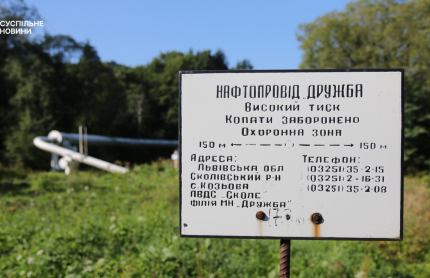 СУСПІЛЬНЕ
НОВИНИ
НАФТОПРОВІД „ДРУЖБА
ВИСОКИЙ ТИСК
КОПАТИ ЗАБОРОНЕНО
ОХОРОННА ЗОНА
150 м ← → 150 м
АДРЕСА: ТЕЛЕФОН:
ЛЬВІВСЬКА ОБЛ (03251) 35-2-15
СКОЛІВСЬКИЙ Р-Н (03251) 2-16-31
С. КОЗЬОВА (03251) 35-2-08
ЛВДС "СКОЛЕ"
ФІЛІЯ МН „ДРУЖБА"